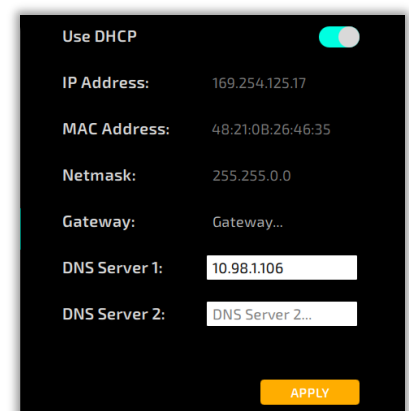 Use DHCP
IP Address: 169.254.125.17
MAC Address: 48:21:0B:26:46:35
Netmask: 255.255.0.0
Gateway: Gateway...
DNS Server 1: 10.98.1.106
DNS Server 2: DNS Server 2...
APPLY